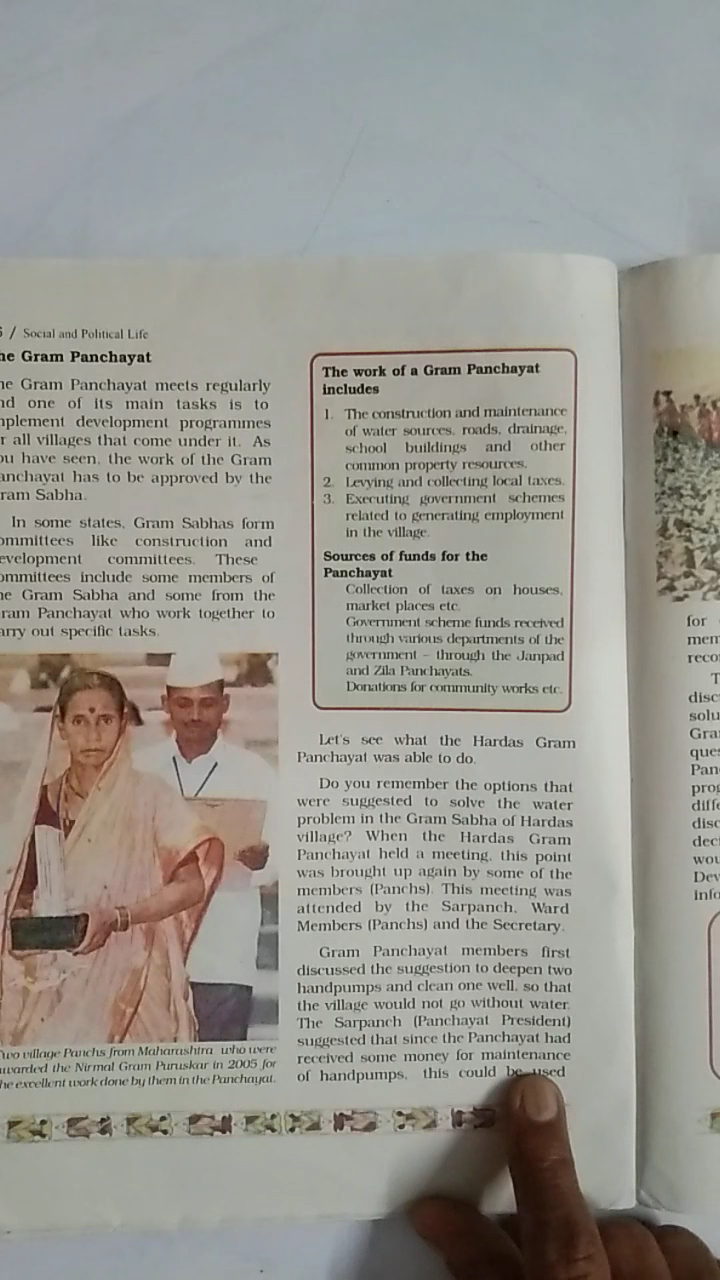 / Social and Political Life
he Gram Panchayat
he Gram Panchayat meets regularly
nd one of its main tasks is to
nplement development programmes
r all villages that come under it. As
ou have seen, the work of the Gram
anchayat has to be approved by the
ram Sabha.
In some states, Gram Sabhas form
ommittees like construction and
evelopment committees. These
ommittees include some members of
he Gram Sabha and some from the
ram Panchayat who work together to
arry out specific tasks.
wo village Panchs from Maharashtra who were
warded the Nirmal Gram Puruskar in 2005 for
he excellent work done by them in the Panchayat.
The work of a Gram Panchayat
includes
1. The construction and maintenance
of water sources, roads, drainage,
school buildings and other
common property resources.
2. Levying and collecting local taxes.
3. Executing government schemes
related to generating employment
in the village.
Sources of funds for the
Panchayat
Collection of taxes on houses,
market places etc.
Government scheme funds received
through various departments of the
government – through the Janpad
and Zila Panchayats.
Donations for community works etc.
Let's see what the Hardas Gram
Panchayat was able to do.
Do you remember the options that
were suggested to solve the water
problem in the Gram Sabha of Hardas
village? When the Hardas Gram
Panchayat held a meeting, this point
was brought up again by some of the
members (Panchs). This meeting was
attended by the Sarpanch, Ward
Members (Panchs) and the Secretary.
Gram Panchayat members first
discussed the suggestion to deepen two
handpumps and clean one well, so that
the village would not go without water.
The Sarpanch (Panchayat President)
suggested that since the Panchayat had
received some money for maintenance
of handpumps, this could be used
for
mem
reco
T
disc
solu
Gra
ques
Pan
prog
diffe
disc
deci
wou
Dev
info